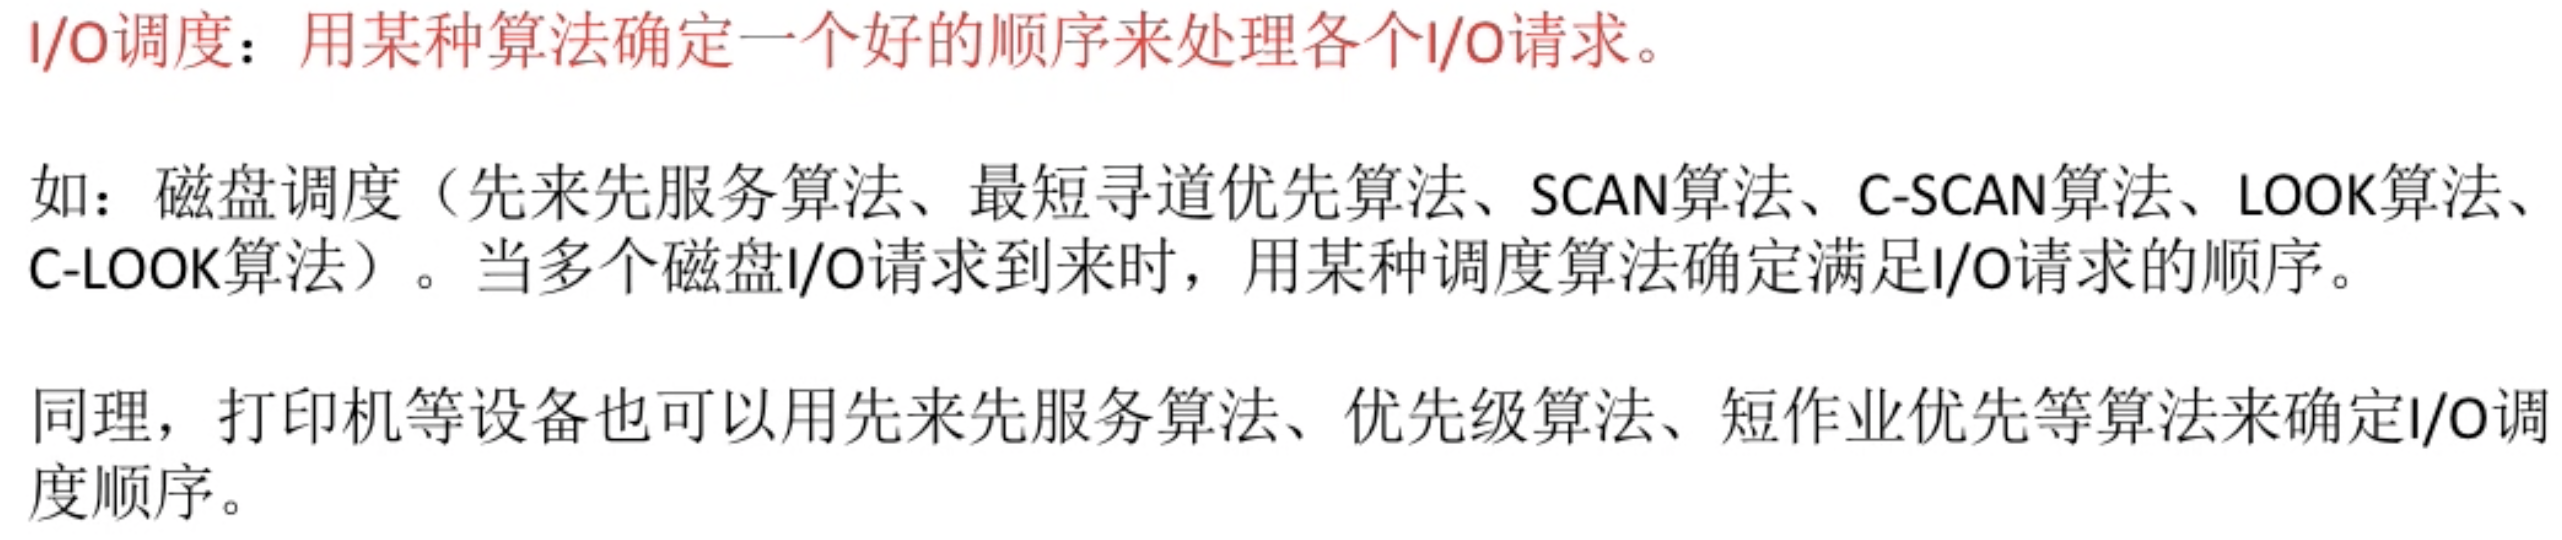 I/O调度：用某种算法确定一个好的顺序来处理各个I/O请求。
如：磁盘调度（先来先服务算法、最短寻道优先算法、SCAN算法、C-SCAN算法、LOOK算法、
C-LOOK算法）。当多个磁盘I/O请求到来时，用某种调度算法确定满足I/O请求的顺序。
同理，打印机等设备也可以用先来先服务算法、优先级算法、短作业优先等算法来确定I/O调
度顺序。